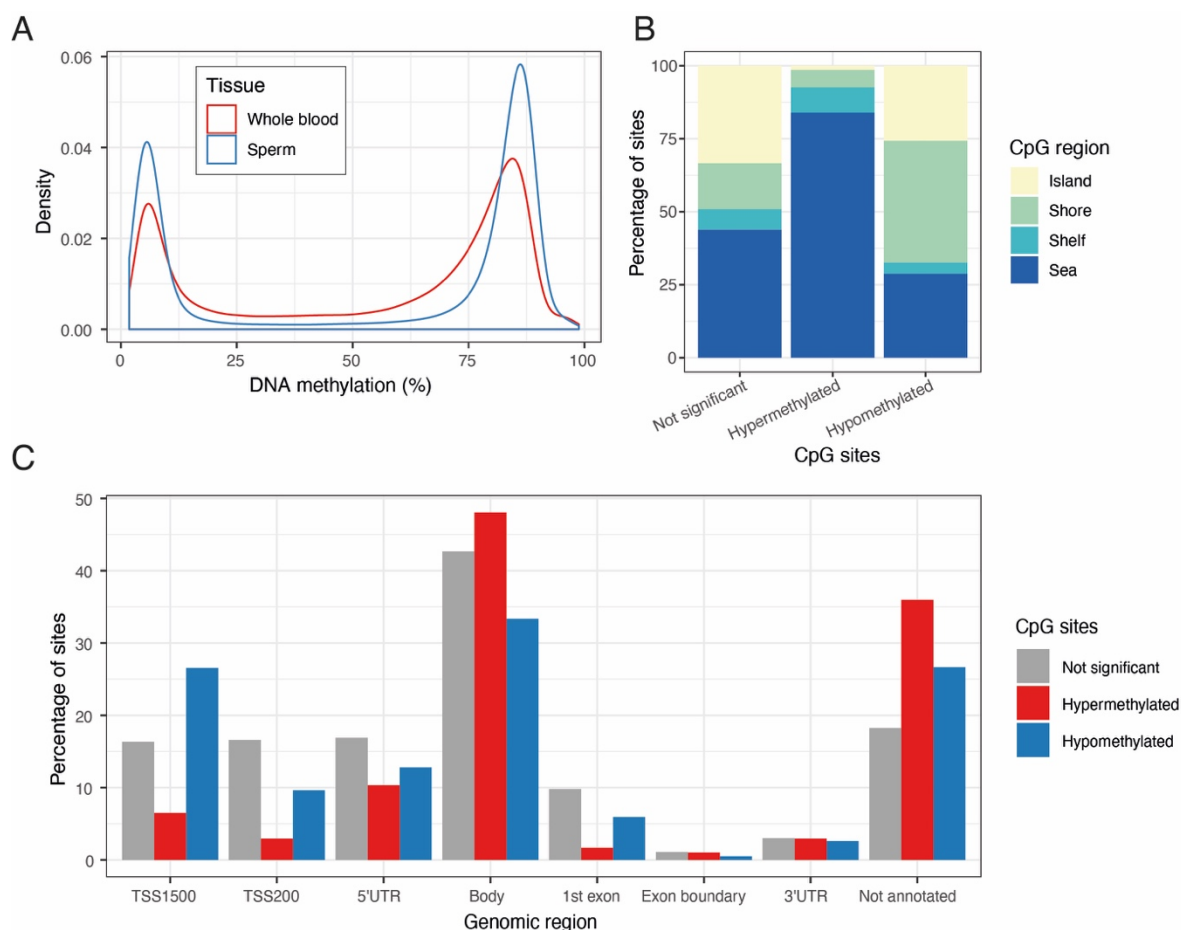 A
0.06
0.04
0.02
0.00
Density
Tissue
Whole blood
Sperm
0
25
50
75
100
DNA methylation (%)
B
100
75
50
25
0
Percentage of sites
Not significant
Hypermethylated
Hypomethylated
CpG sites
CpG region
Island
Shore
Shelf
Sea
C
50
40
30
20
10
0
Percentage of sites
TSS1500
TSS200
5'UTR
Body
1st exon
Exon boundary
3'UTR
Not annotated
Genomic region
CpG sites
Not significant
Hypermethylated
Hypomethylated